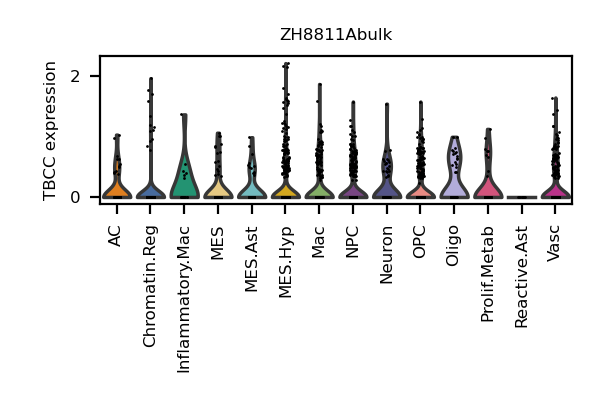 ZH8811Abulk
TBCC expression
2
0
AC
Chromatin.Reg
Inflammatory.Mac
MES
MES.Ast
MES.Hyp
Mac
NPC
Neuron
OPC
Oligo
Prolif.Metab
Reactive.Ast
Vasc